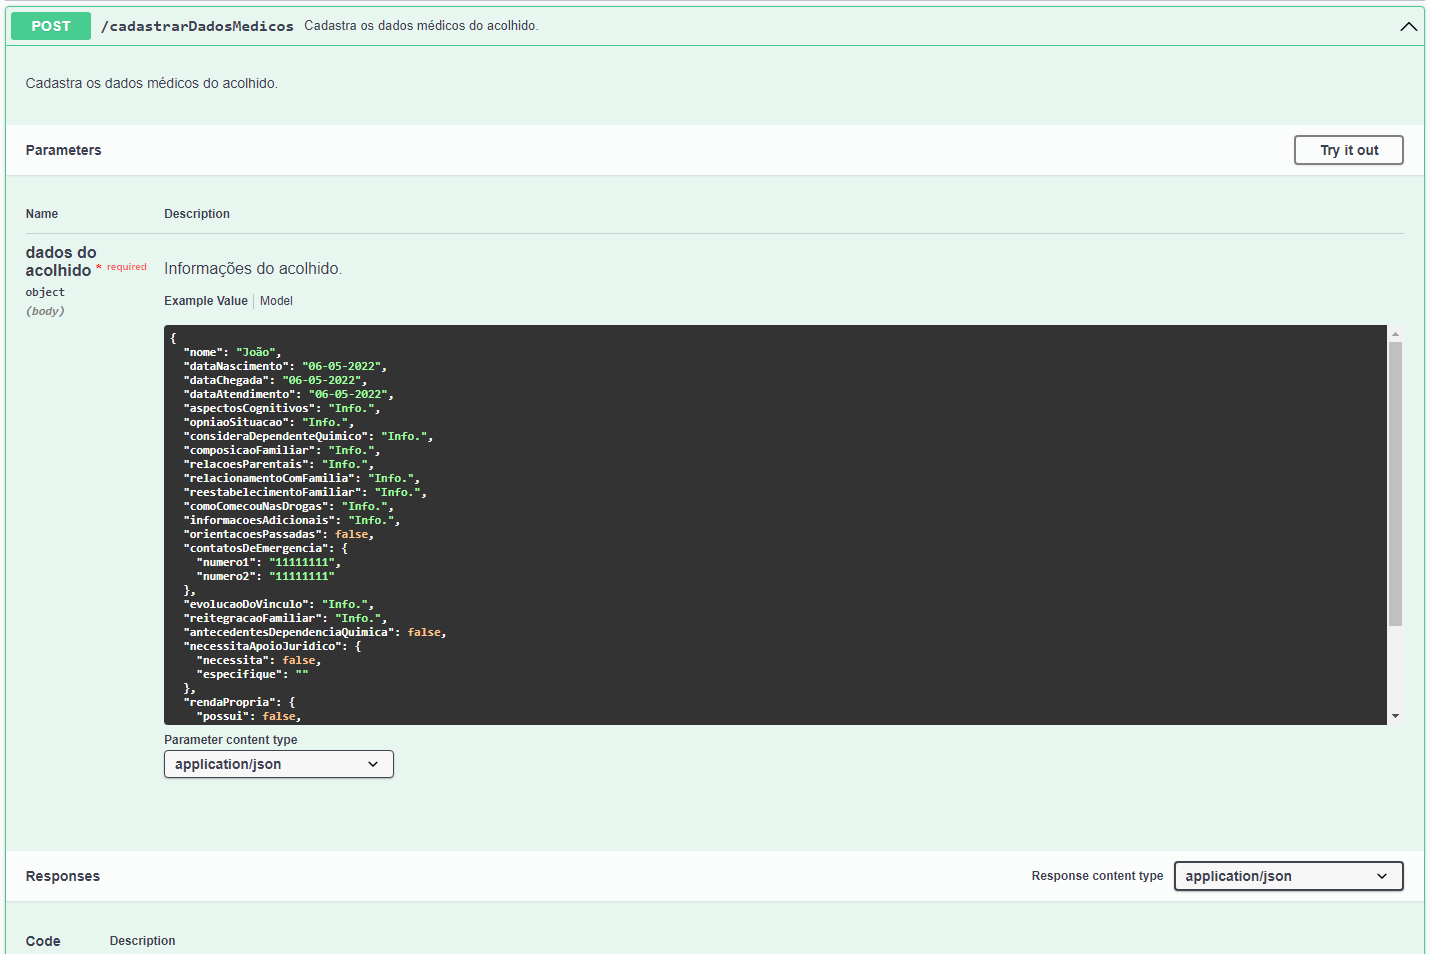 POST /cadastrarDadosMedicos Cadastra os dados médicos do acolhido.
Cadastra os dados médicos do acolhido.
Parameters
Try it out
Name Description
dados do
acolhido * required
object
(body)
Informações do acolhido.
Example Value Model
{
"nome": "João",
"dataNascimento": "06-05-2022",
"dataChegada": "06-05-2022",
"dataAtendimento": "06-05-2022",
"aspectosCognitivos": "Info.",
"opniaoSituacao": "Info.",
"consideraDependenteQuimico": "Info.",
"composicaoFamiliar": "Info.",
"relacoesParentais": "Info.",
"relacionamentoComFamilia": "Info.",
"reestabelecimentoFamiliar": "Info.",
"comoComecouNasDrogas": "Info.",
"informacoesAdicionais": "Info.",
"orientacoesPassadas": false,
"contatosDeEmergencia": {
"numero1": "11111111",
"numero2": "11111111"
},
"evolucaoDoVinculo": "Info.",
"reitegracaoFamiliar": "Info.",
"antecedentesDependenciaQuimica": false,
"necessitaApoioJuridico": {
"necessita": false,
"especifique": ""
},
"rendaPropria": {
"possui": false,
Parameter content type
application/json
Responses
Response content type
application/json
Code Description